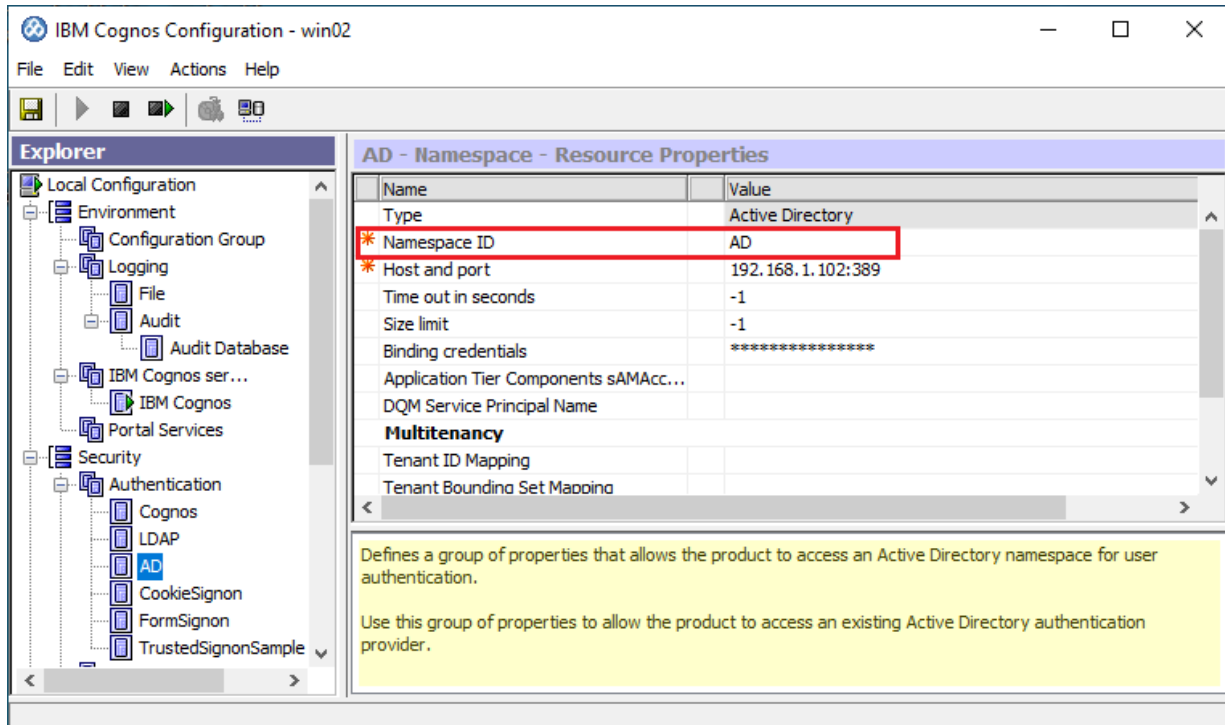 IBM Cognos Configuration - win02
File Edit View Actions Help
Explorer
Local Configuration
Environment
Configuration Group
Logging
File
Audit
Audit Database
IBM Cognos ser...
IBM Cognos
Portal Services
Security
Authentication
Cognos
LDAP
AD
CookieSignon
FormSignon
TrustedSignonSample
AD - Namespace - Resource Properties
Name Value
Type Active Directory
* Namespace ID AD
* Host and port 192.168.1.102:389
Time out in seconds -1
Size limit -1
Binding credentials ***************
Application Tier Components sAMAcc...
DQM Service Principal Name
Multitenancy
Tenant ID Mapping
Tenant Bounding Set Mapping
Defines a group of properties that allows the product to access an Active Directory namespace for user
authentication.
Use this group of properties to allow the product to access an existing Active Directory authentication
provider.